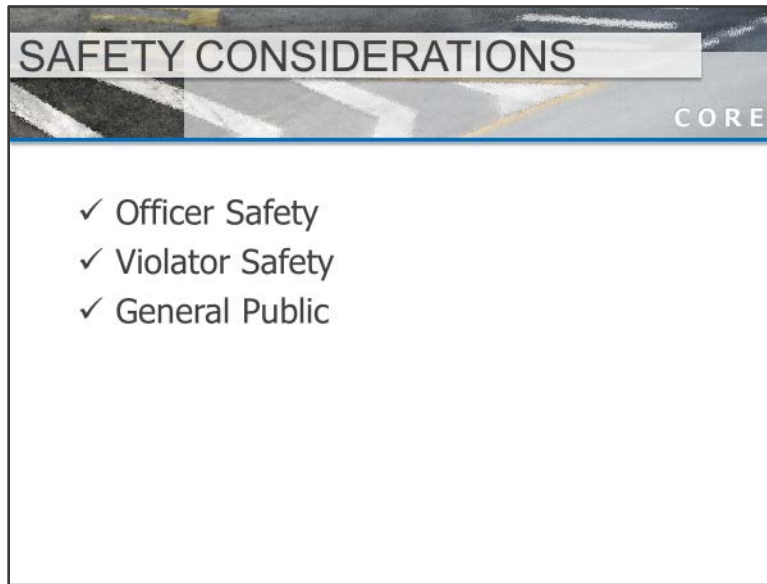 SAFETY CONSIDERATIONS
CORE
✓ Officer Safety
✓ Violator Safety
✓ General Public